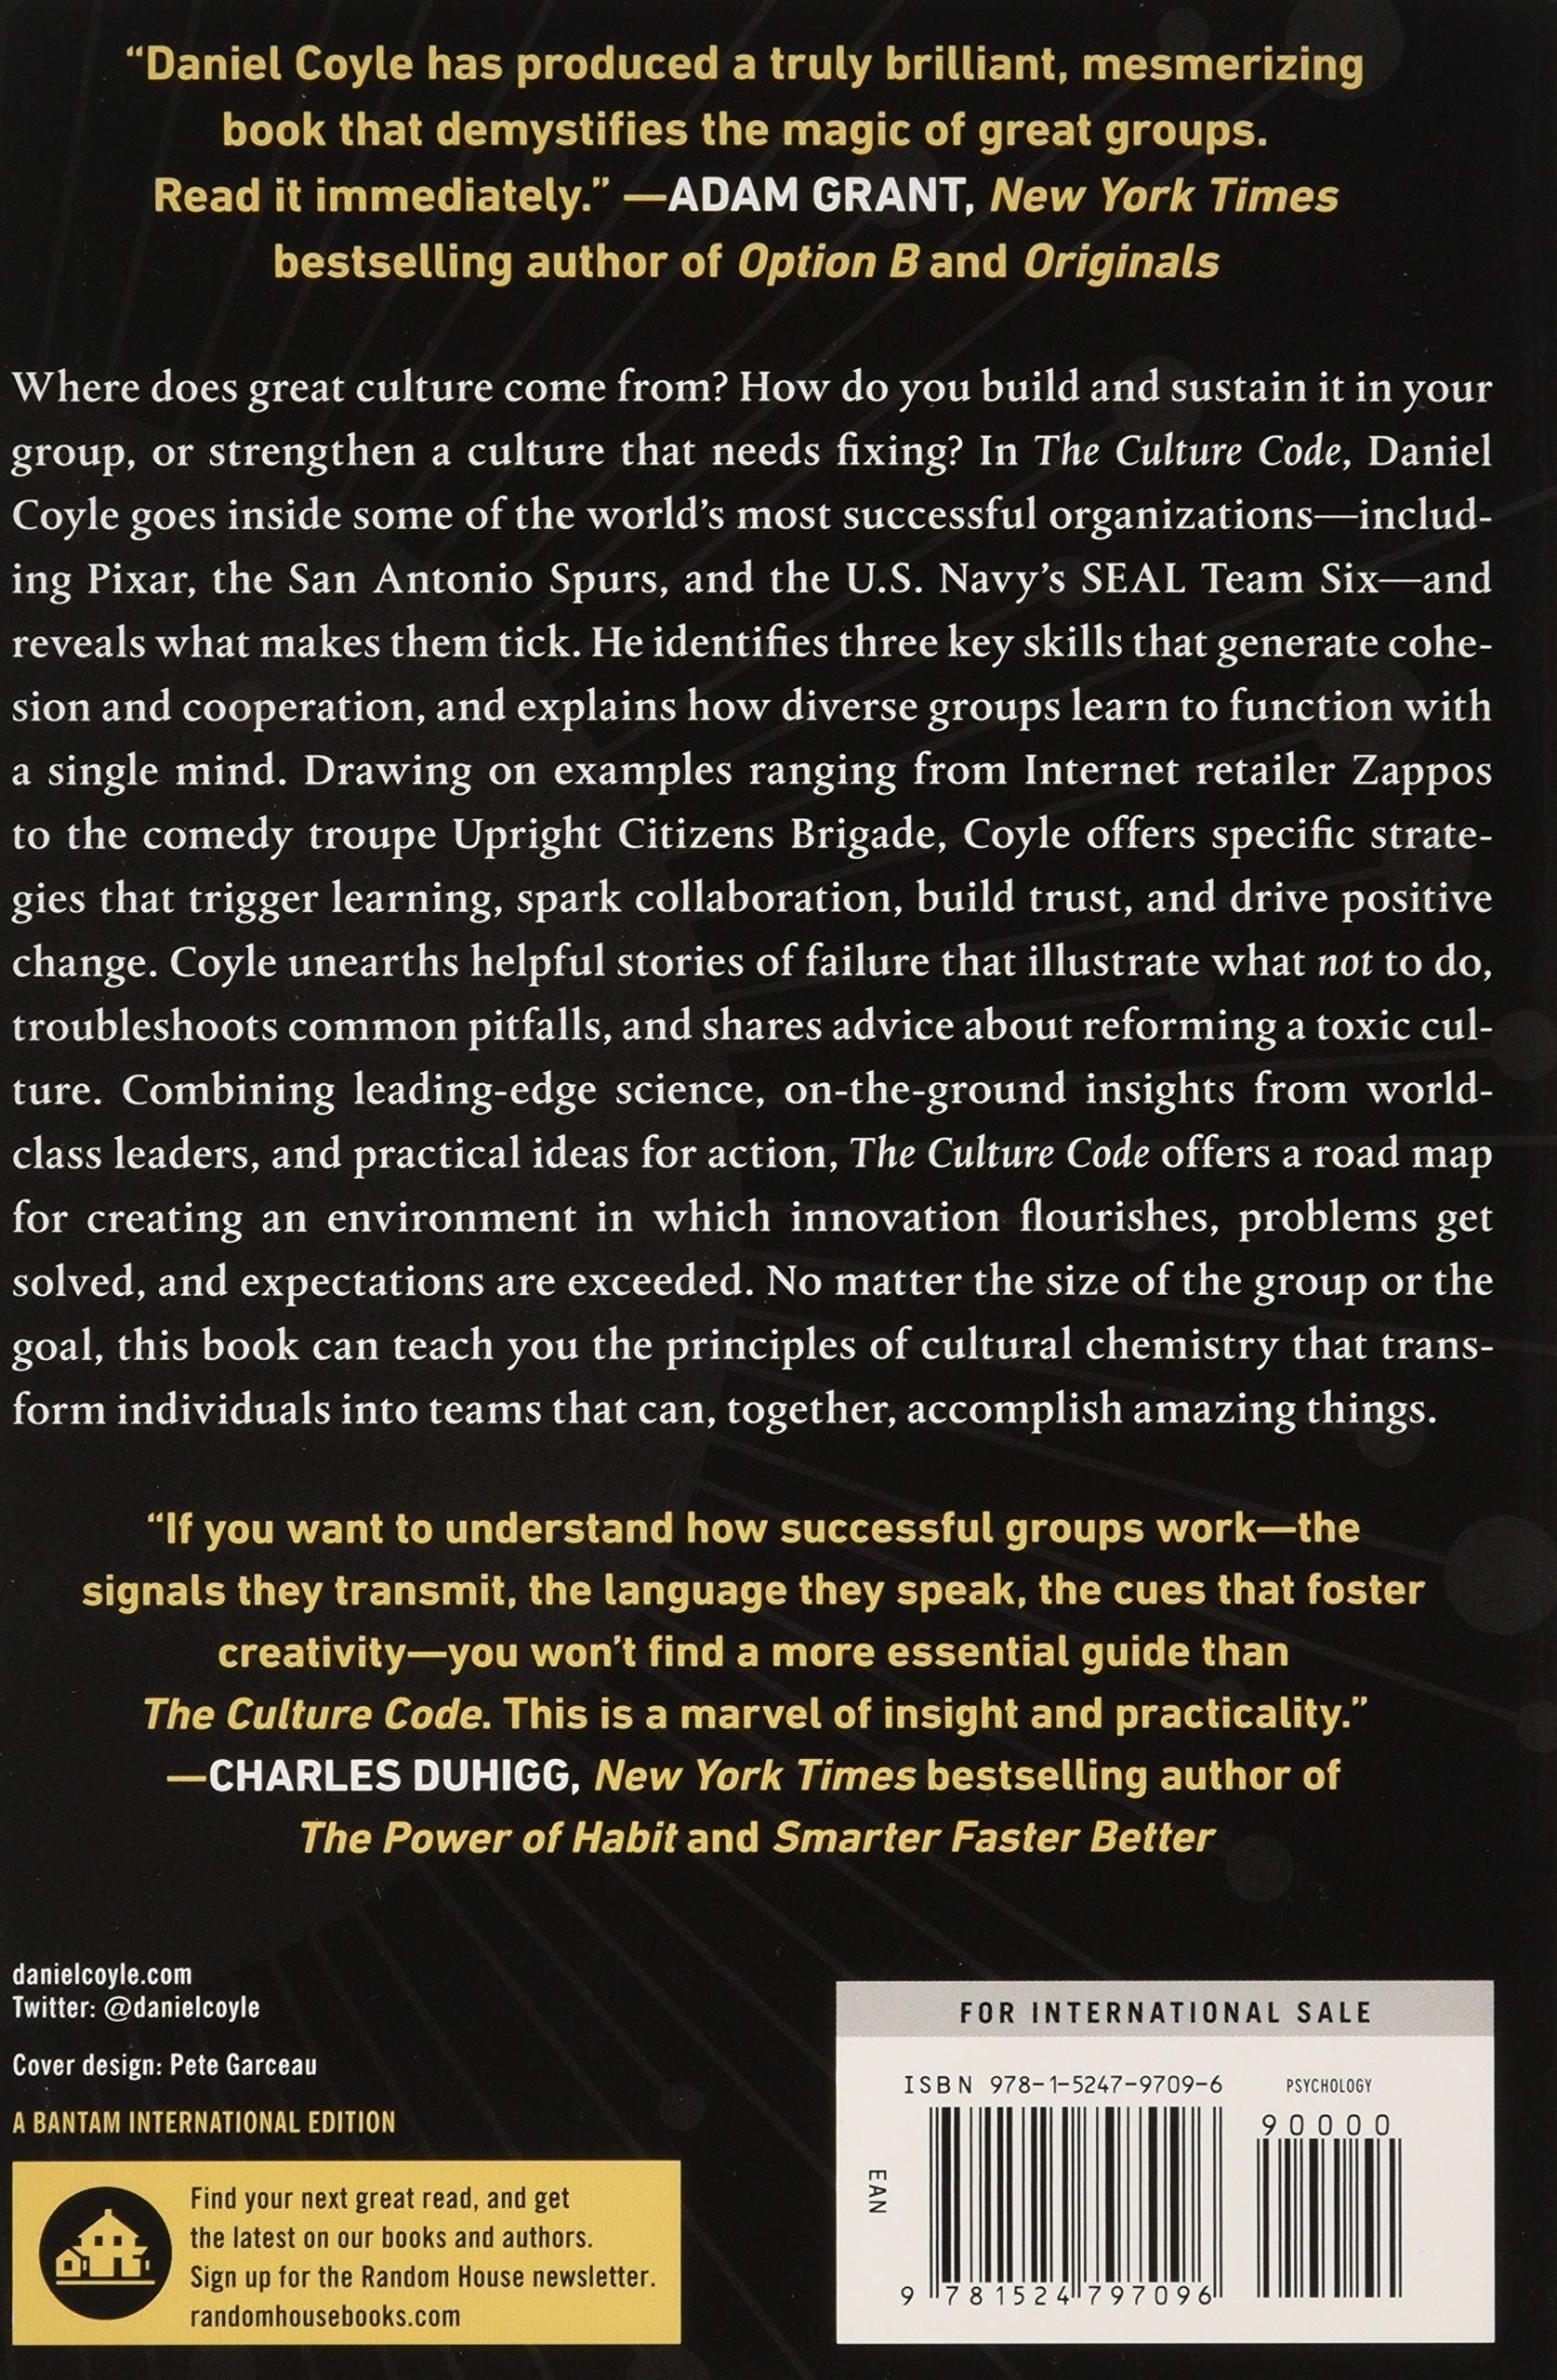 “Daniel Coyle has produced a truly brilliant, mesmerizing
book that demystifies the magic of great groups.
Read it immediately.” —ADAM GRANT, New York Times
bestselling author of Option B and Originals
Where does great culture come from? How do you build and sustain it in your
group, or strengthen a culture that needs fixing? In The Culture Code, Daniel
Coyle goes inside some of the world’s most successful organizations—includ-
ing Pixar, the San Antonio Spurs, and the U.S. Navy’s SEAL Team Six—and
reveals what makes them tick. He identifies three key skills that generate cohe-
sion and cooperation, and explains how diverse groups learn to function with
a single mind. Drawing on examples ranging from Internet retailer Zappos
to the comedy troupe Upright Citizens Brigade, Coyle offers specific strate-
gies that trigger learning, spark collaboration, build trust, and drive positive
change. Coyle unearths helpful stories of failure that illustrate what not to do,
troubleshoots common pitfalls, and shares advice about reforming a toxic cul-
ture. Combining leading-edge science, on-the-ground insights from world-
class leaders, and practical ideas for action, The Culture Code offers a road map
for creating an environment in which innovation flourishes, problems get
solved, and expectations are exceeded. No matter the size of the group or the
goal, this book can teach you the principles of cultural chemistry that trans-
form individuals into teams that can, together, accomplish amazing things.
“If you want to understand how successful groups work—the
signals they transmit, the language they speak, the cues that foster
creativity—you won’t find a more essential guide than
The Culture Code. This is a marvel of insight and practicality.”
—CHARLES DUHIGG, New York Times bestselling author of
The Power of Habit and Smarter Faster Better
danielcoyle.com
Twitter: @danielcoyle
Cover design: Pete Garceau
A BANTAM INTERNATIONAL EDITION
Find your next great read, and get
the latest on our books and authors.
Sign up for the Random House newsletter.
randomhousebooks.com
FOR INTERNATIONAL SALE
ISBN 978-1-5247-9709-6
PSYCHOLOGY
90000
EAN
9 781524 797096